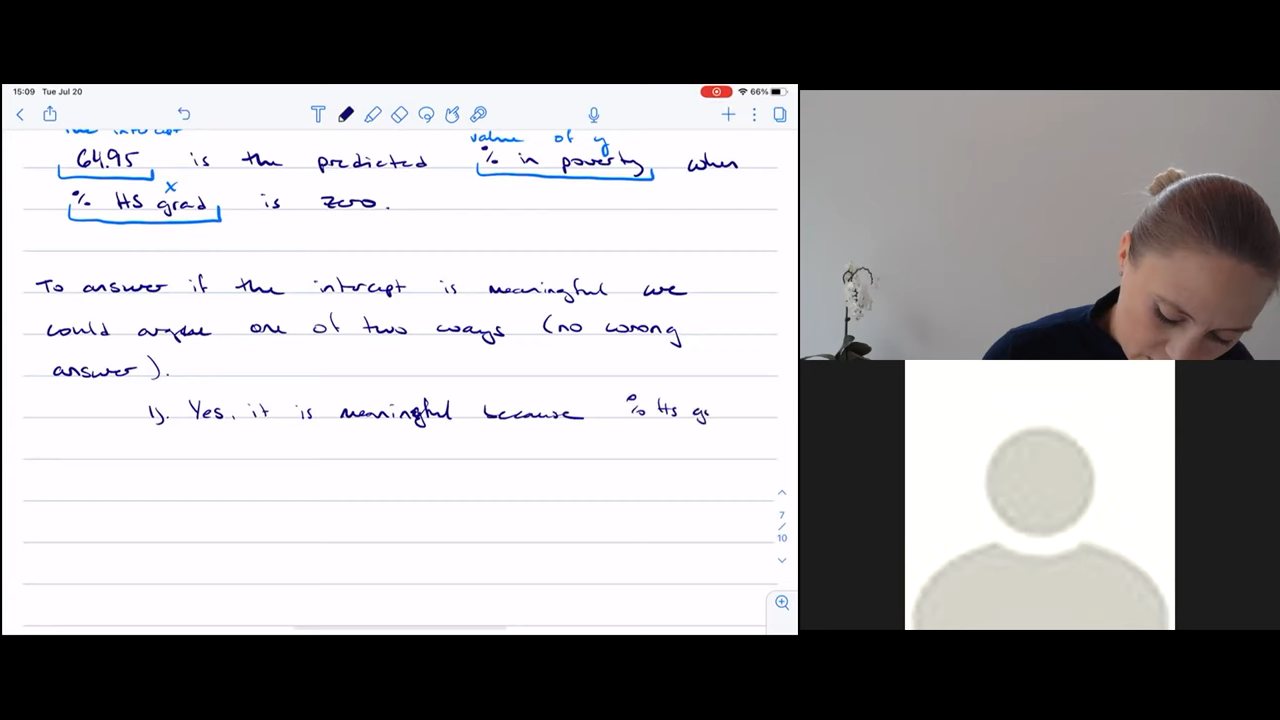 15:09 Tue Jul 20
66%
value of y
64.95 is the predicted % in poverty when
x
% HS grad is zero.
To answer if the intercept is meaningful we
could argue one of two ways (no wrong
answer).
1). Yes, it is meaningful because % HS gr
7
/
10